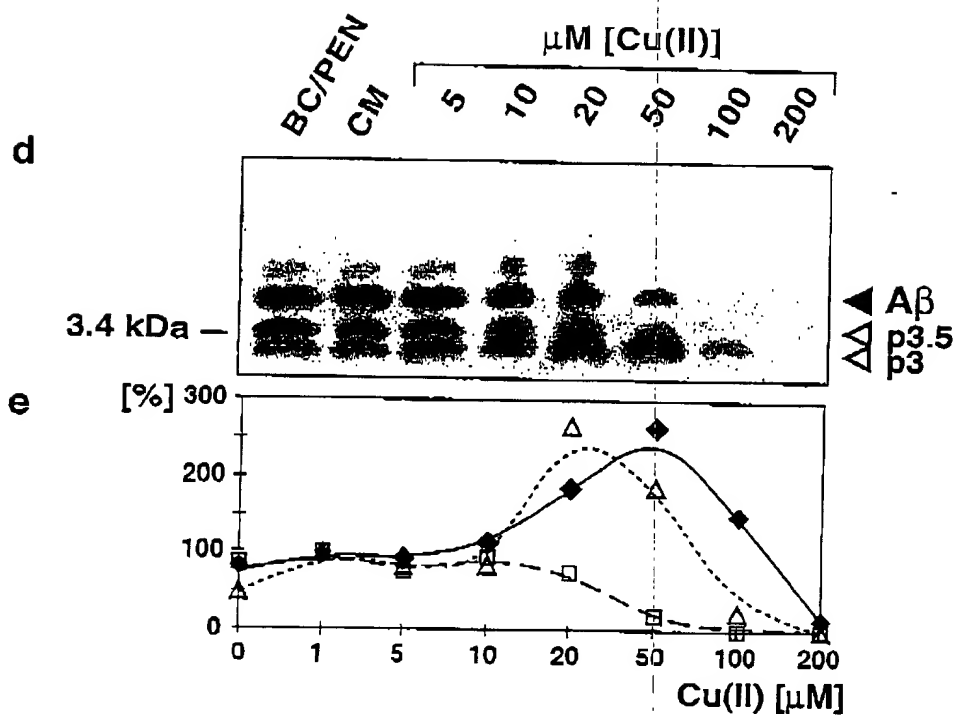 μM [Cu(II)]
BC/PEN CM 5 10 20 50 100 200
d
Aβ
3.4 kDa
p3.5
p3
e
[%] 300
200
100
0
0 1 5 10 20 50 100 200
Cu(II) [μM]